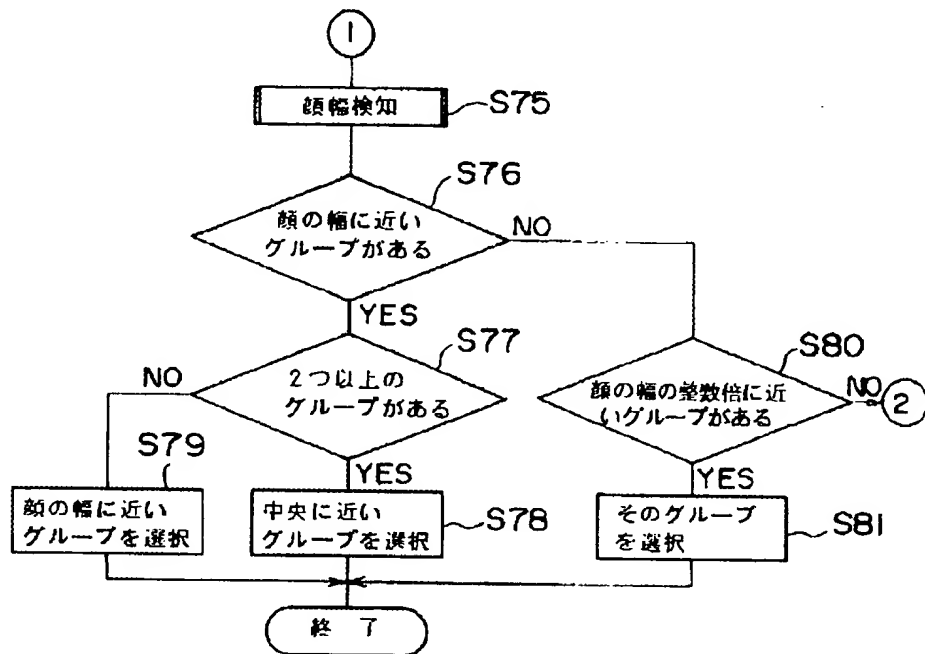 1
顔幅検知
S75
S76
顔の幅に近い
グループがある
NO
YES
S77
2つ以上の
グループがある
NO
S80
顔の幅の整数倍に近
いグループがある
NO
2
S79
顔の幅に近い
グループを選択
YES
中央に近い
グループを選択
S78
YES
そのグループ
を選択
S81
終了